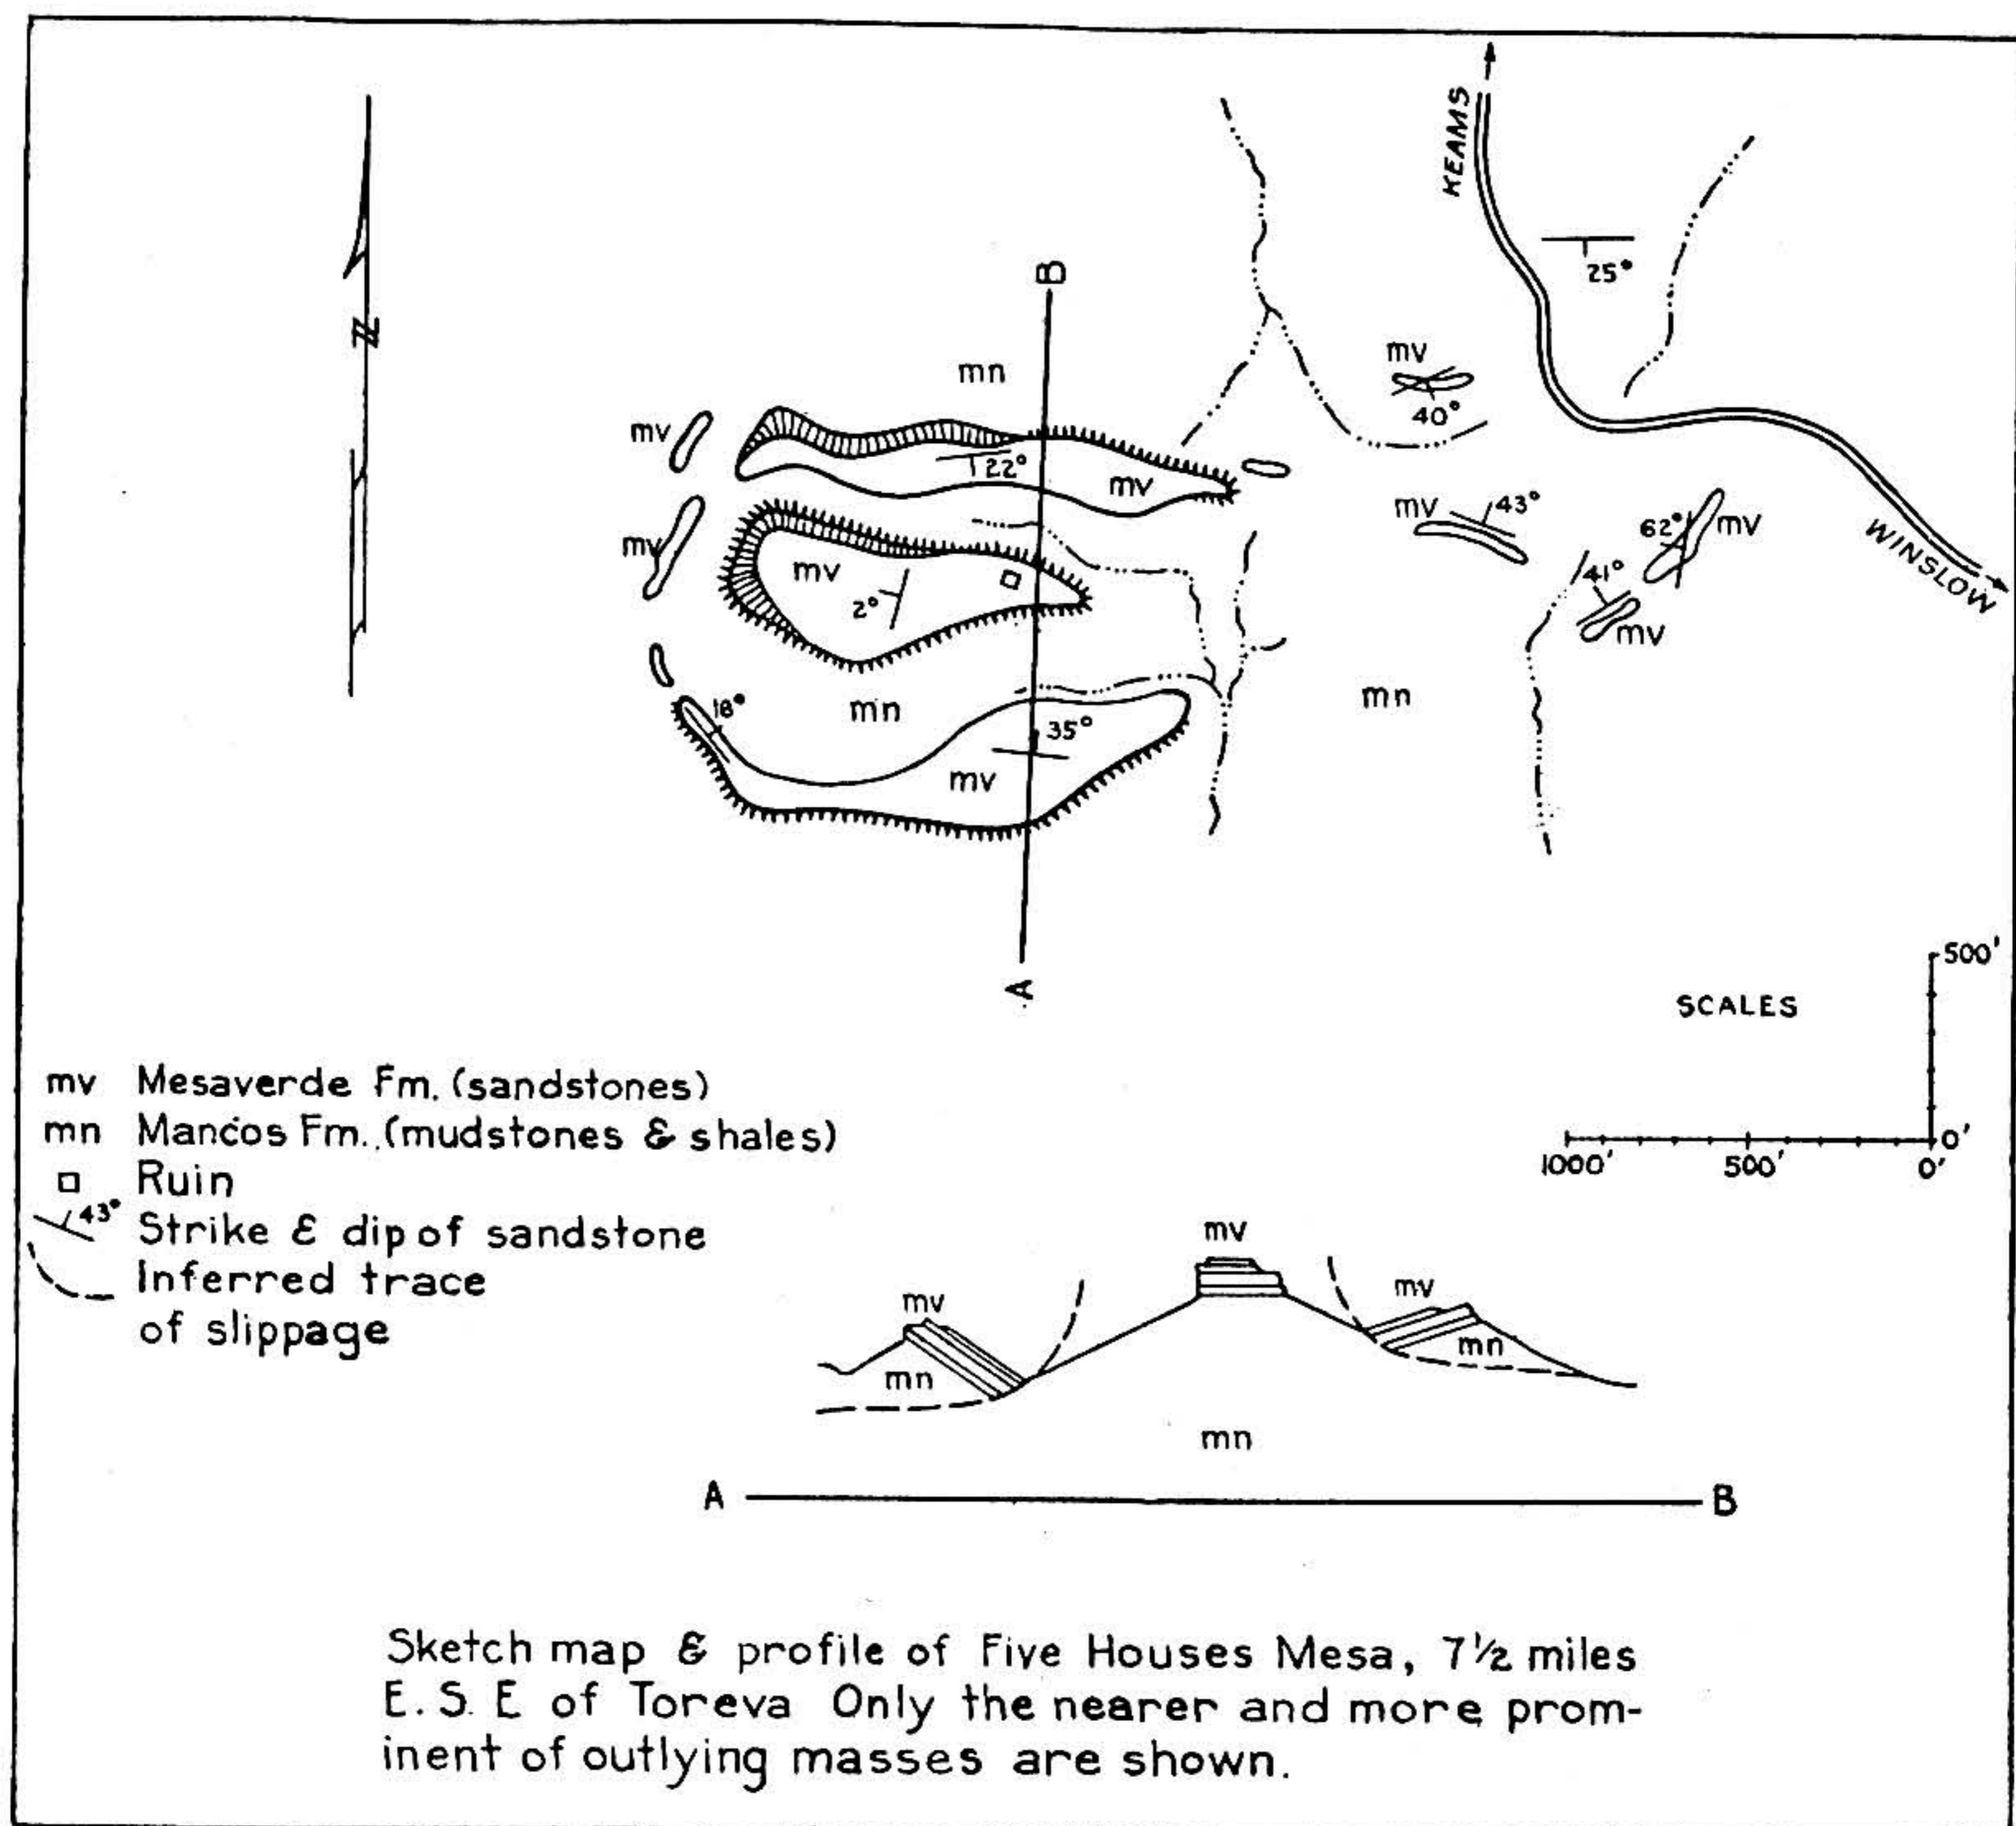 KEAMS
25°
B
mv
40°
mn
mv
22°
mv
N
mv
43°
62°
mv
mv
mv
2°
41°
mv
WINSLOW
18°
mn
35°
mn
mv
A
500'
SCALES
0'
1000'
500'
0'
mv Mesaverde Fm. (sandstones)
mn Mancos Fm. (mudstones & shales)
Ruin
43° Strike & dip of sandstone
Inferred trace
of slippage
mv
mv
mv
mn
mn
mn
A
B
Sketch map & profile of Five Houses Mesa, 7½ miles
E. S. E of Toreva Only the nearer and more prom-
inent of outlying masses are shown.